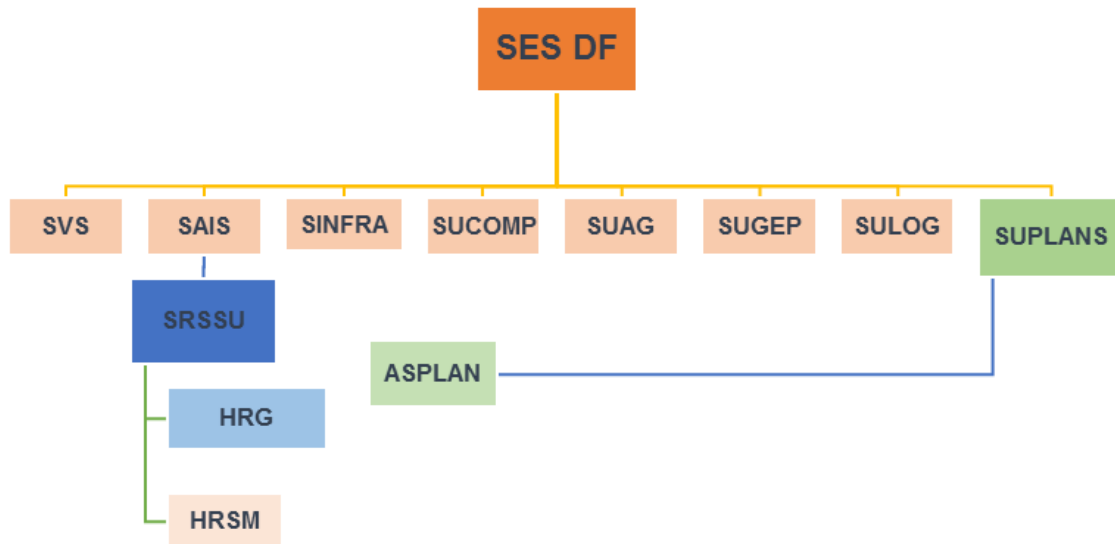 SES DF
SVS
SAIS
SINFRA
SUCOMP
SUAG
SUGEP
SULOG
SUPLANS
SRSSU
ASPLAN
HRG
HRSM